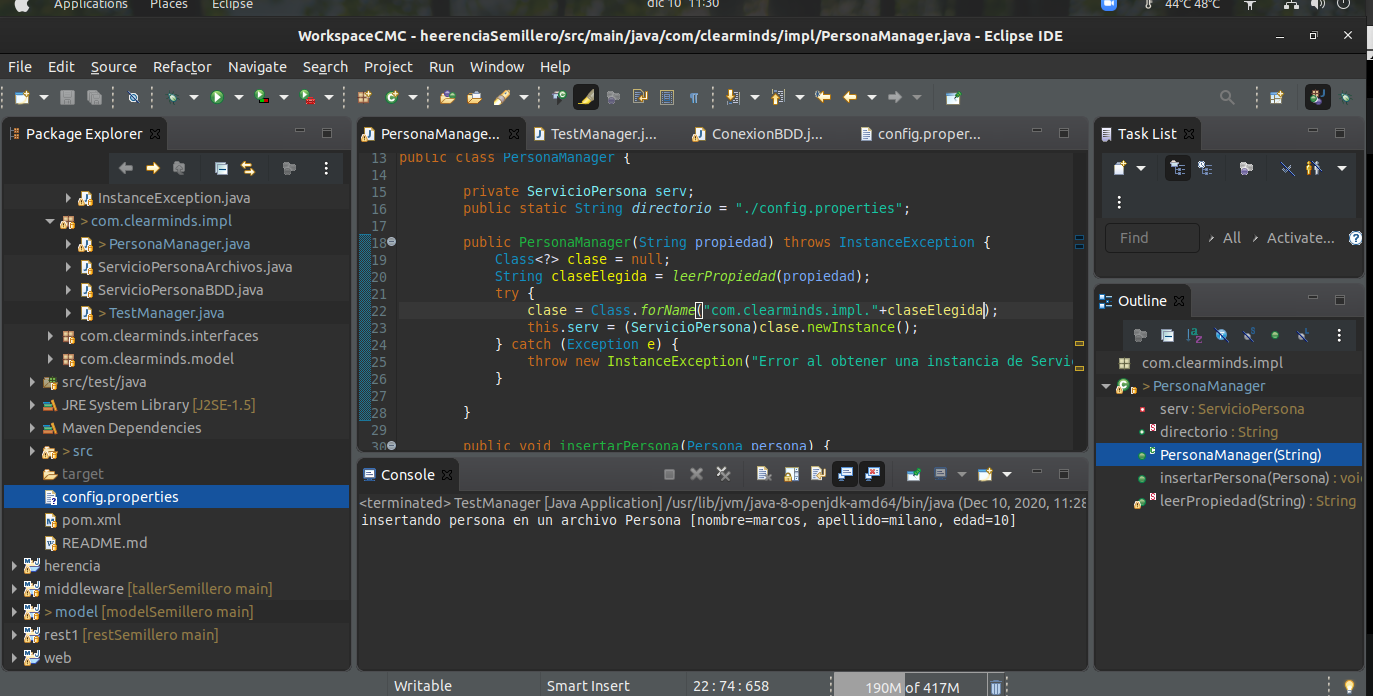 Applications Places Eclipse dic 10 11:30 44°C 48°C
WorkspaceCMC - heerenciaSemillero/src/main/java/com/clearminds/impl/PersonaManager.java - Eclipse IDE
File Edit Source Refactor Navigate Search Project Run Window Help
Package Explorer
InstanceException.java
> com.clearminds.impl
> PersonaManager.java
ServicioPersonaArchivos.java
ServicioPersonaBDD.java
> TestManager.java
com.clearminds.interfaces
com.clearminds.model
src/test/java
JRE System Library [J2SE-1.5]
Maven Dependencies
> src
target
config.properties
pom.xml
README.md
herencia
middleware [tallerSemillero main]
> model [modelSemillero main]
rest1 [restSemillero main]
web
PersonaManage... TestManager.j... ConexionBDD.j... config.proper...
13 public class PersonaManager {
14
15 private ServicioPersona serv;
16 public static String directorio = "./config.properties";
17
18 public PersonaManager(String propiedad) throws InstanceException {
19 Class<?> clase = null;
20 String claseElegida = leerPropiedad(propiedad);
21 try {
22 clase = Class.forName("com.clearminds.impl."+claseElegida);
23 this.serv = (ServicioPersona)clase.newInstance();
24 } catch (Exception e) {
25 throw new InstanceException("Error al obtener una instancia de Servi
26 }
27
28 }
29
30 public void insertarPersona(Persona persona) {
Console
<terminated> TestManager [Java Application] /usr/lib/jvm/java-8-openjdk-amd64/bin/java (Dec 10, 2020, 11:28
insertando persona en un archivo Persona [nombre=marcos, apellido=milano, edad=10]
Task List
Find All Activate...
Outline
com.clearminds.impl
> PersonaManager
serv : ServicioPersona
directorio : String
PersonaManager(String)
insertarPersona(Persona) : voi
leerPropiedad(String) : String
Writable Smart Insert 22 : 74 : 658 190M of 417M